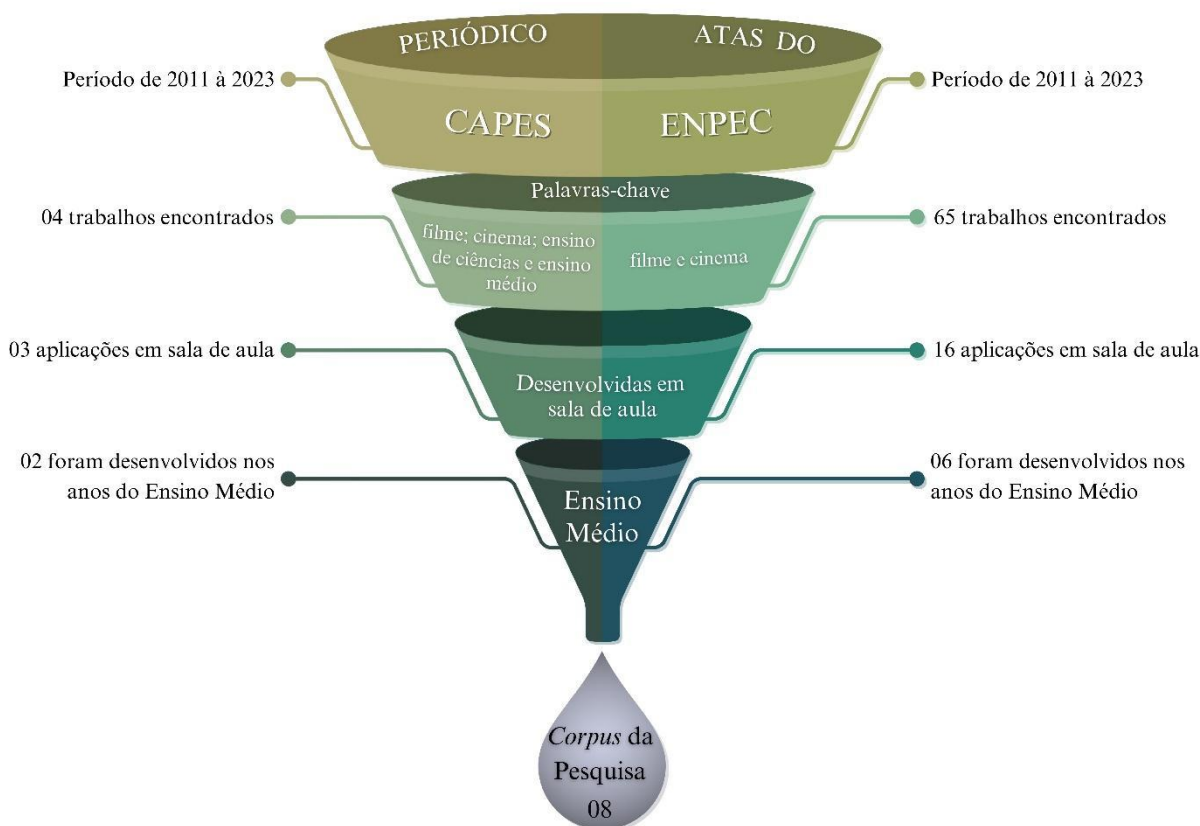 PERIÓDICO
ATAS DO
Período de 2011 à 2023
Período de 2011 à 2023
CAPES
ENPEC
Palavras-chave
04 trabalhos encontrados
65 trabalhos encontrados
filme; cinema; ensino
de ciências e ensino
médio
filme e cinema
03 aplicações em sala de aula
16 aplicações em sala de aula
Desenvolvidas em
sala de aula
02 foram desenvolvidos nos
anos do Ensino Médio
06 foram desenvolvidos nos
anos do Ensino Médio
Ensino
Médio
Corpus da
Pesquisa
08